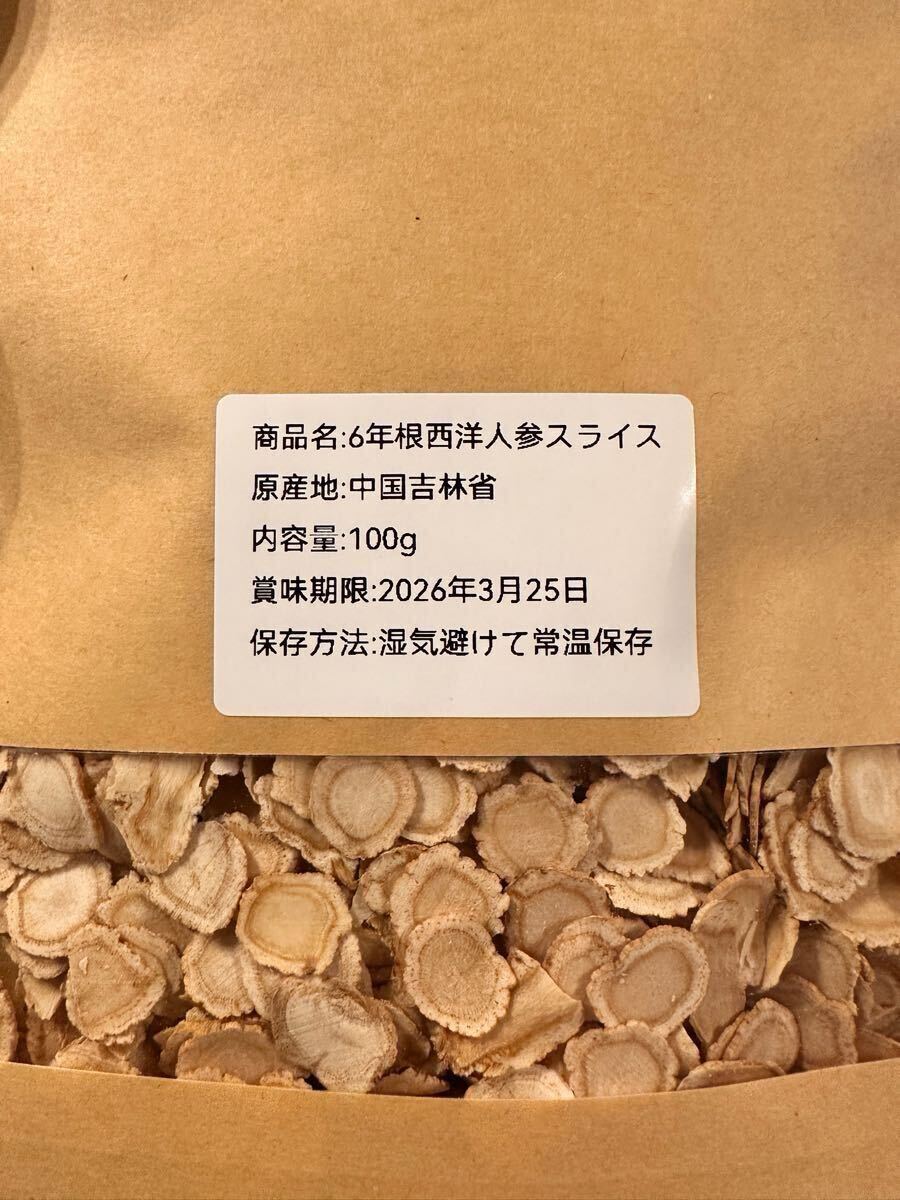 商品名:6年根西洋人参スライス
原産地:中国吉林省
内容量:100g
賞味期限:2026年3月25日
保存方法:湿気避けて常温保存